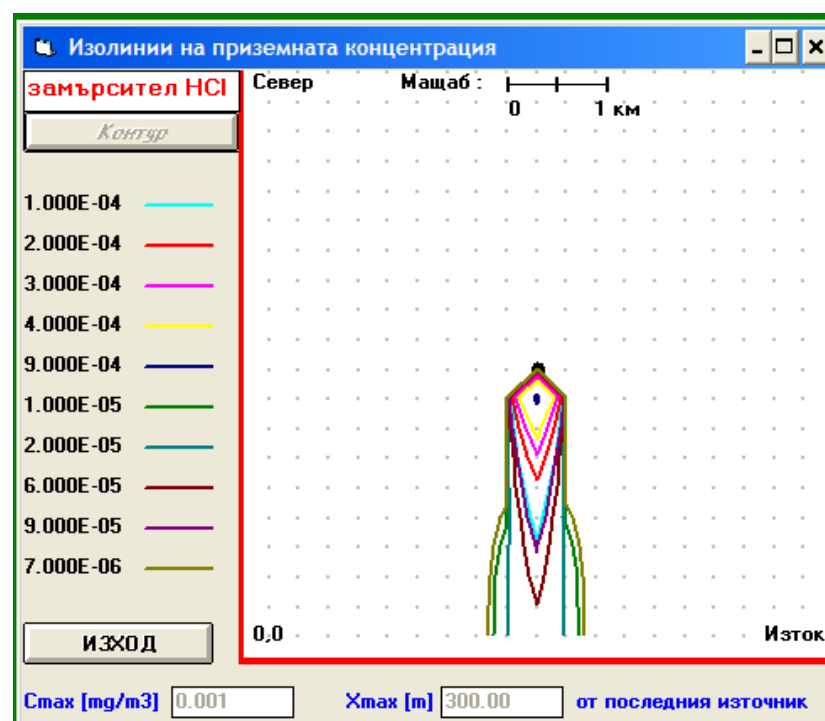 Изолинии на приземната концентрация
замърсител HCl
Контур
Север
Мащаб :
0 1 км
1.000E-04
2.000E-04
3.000E-04
4.000E-04
9.000E-04
1.000E-05
2.000E-05
6.000E-05
9.000E-05
7.000E-06
ИЗХОД
0,0
Изток
Cmax [mg/m3] 0.001 Xmax [m] 300.00 от последния източник